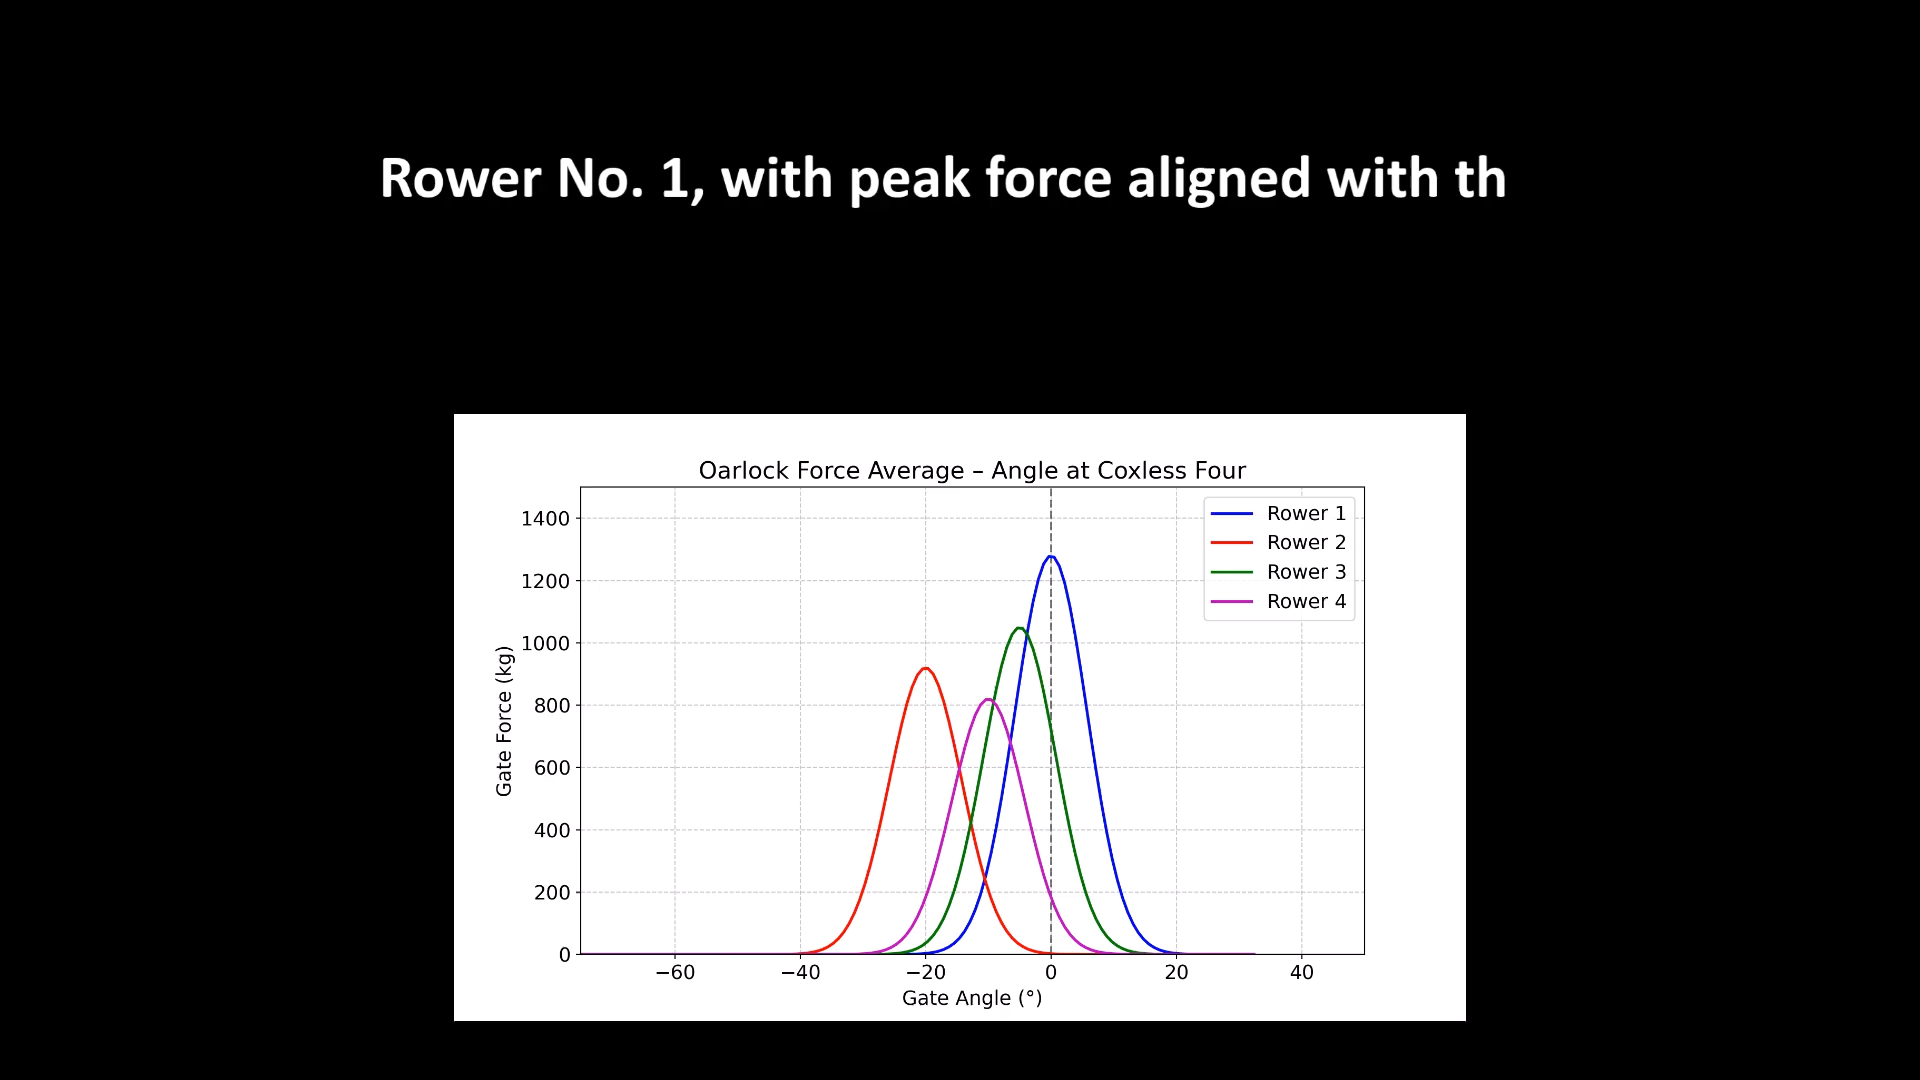 Rower No. 1, with peak force aligned with th
Oarlock Force Average – Angle at Coxless Four
Rower 1
Rower 2
Rower 3
Rower 4
Gate Force (kg)
1400
1200
1000
800
600
400
200
0
−60 −40 −20 0 20 40
Gate Angle (°)